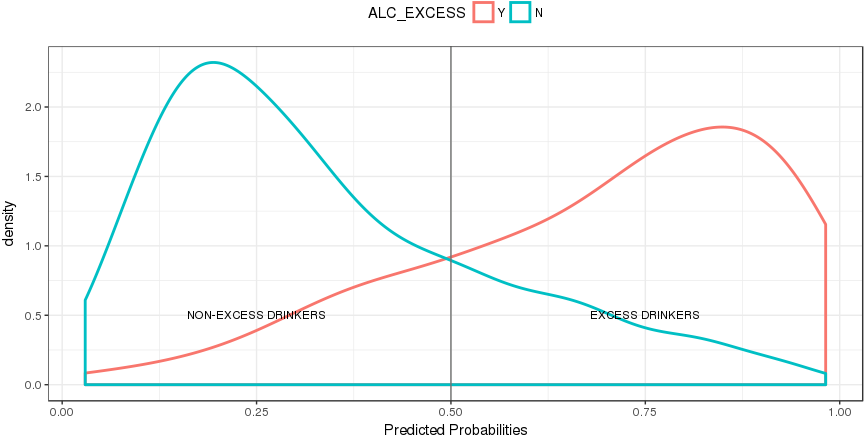 ALC_EXCESS Y N
2.0
1.5
1.0
0.5
0.0
density
NON-EXCESS DRINKERS
EXCESS DRINKERS
0.00 0.25 0.50 0.75 1.00
Predicted Probabilities